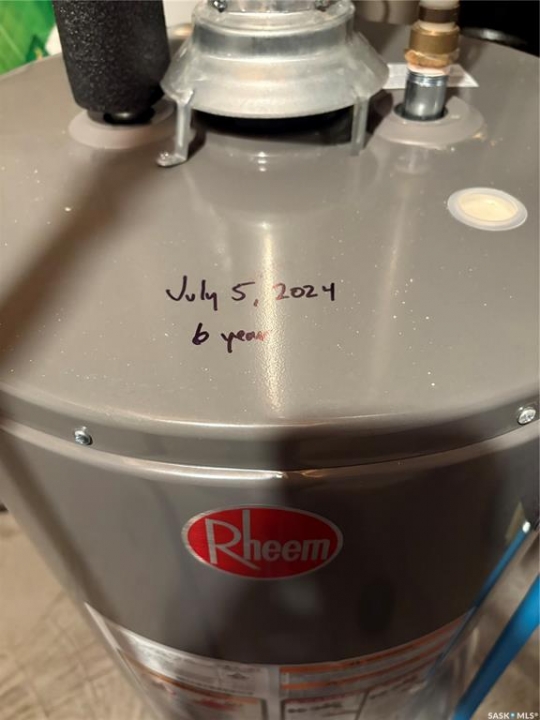 July 5, 2024
6 year
Rheem
SASK MLS®